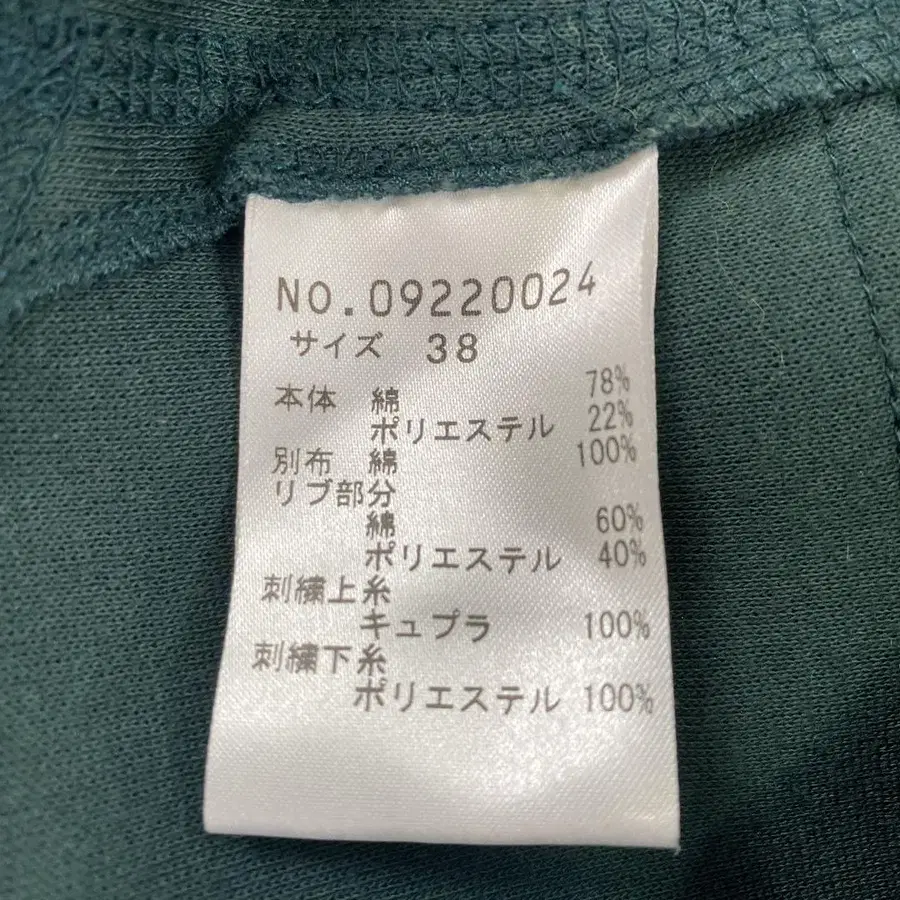 NO.09220024
サイズ 38
本体 綿 78%
ポリエステル 22%
別布 綿 100%
リブ部分
綿 60%
ポリエステル 40%
刺繍上糸
キュプラ 100%
刺繍下糸
ポリエステル 100%